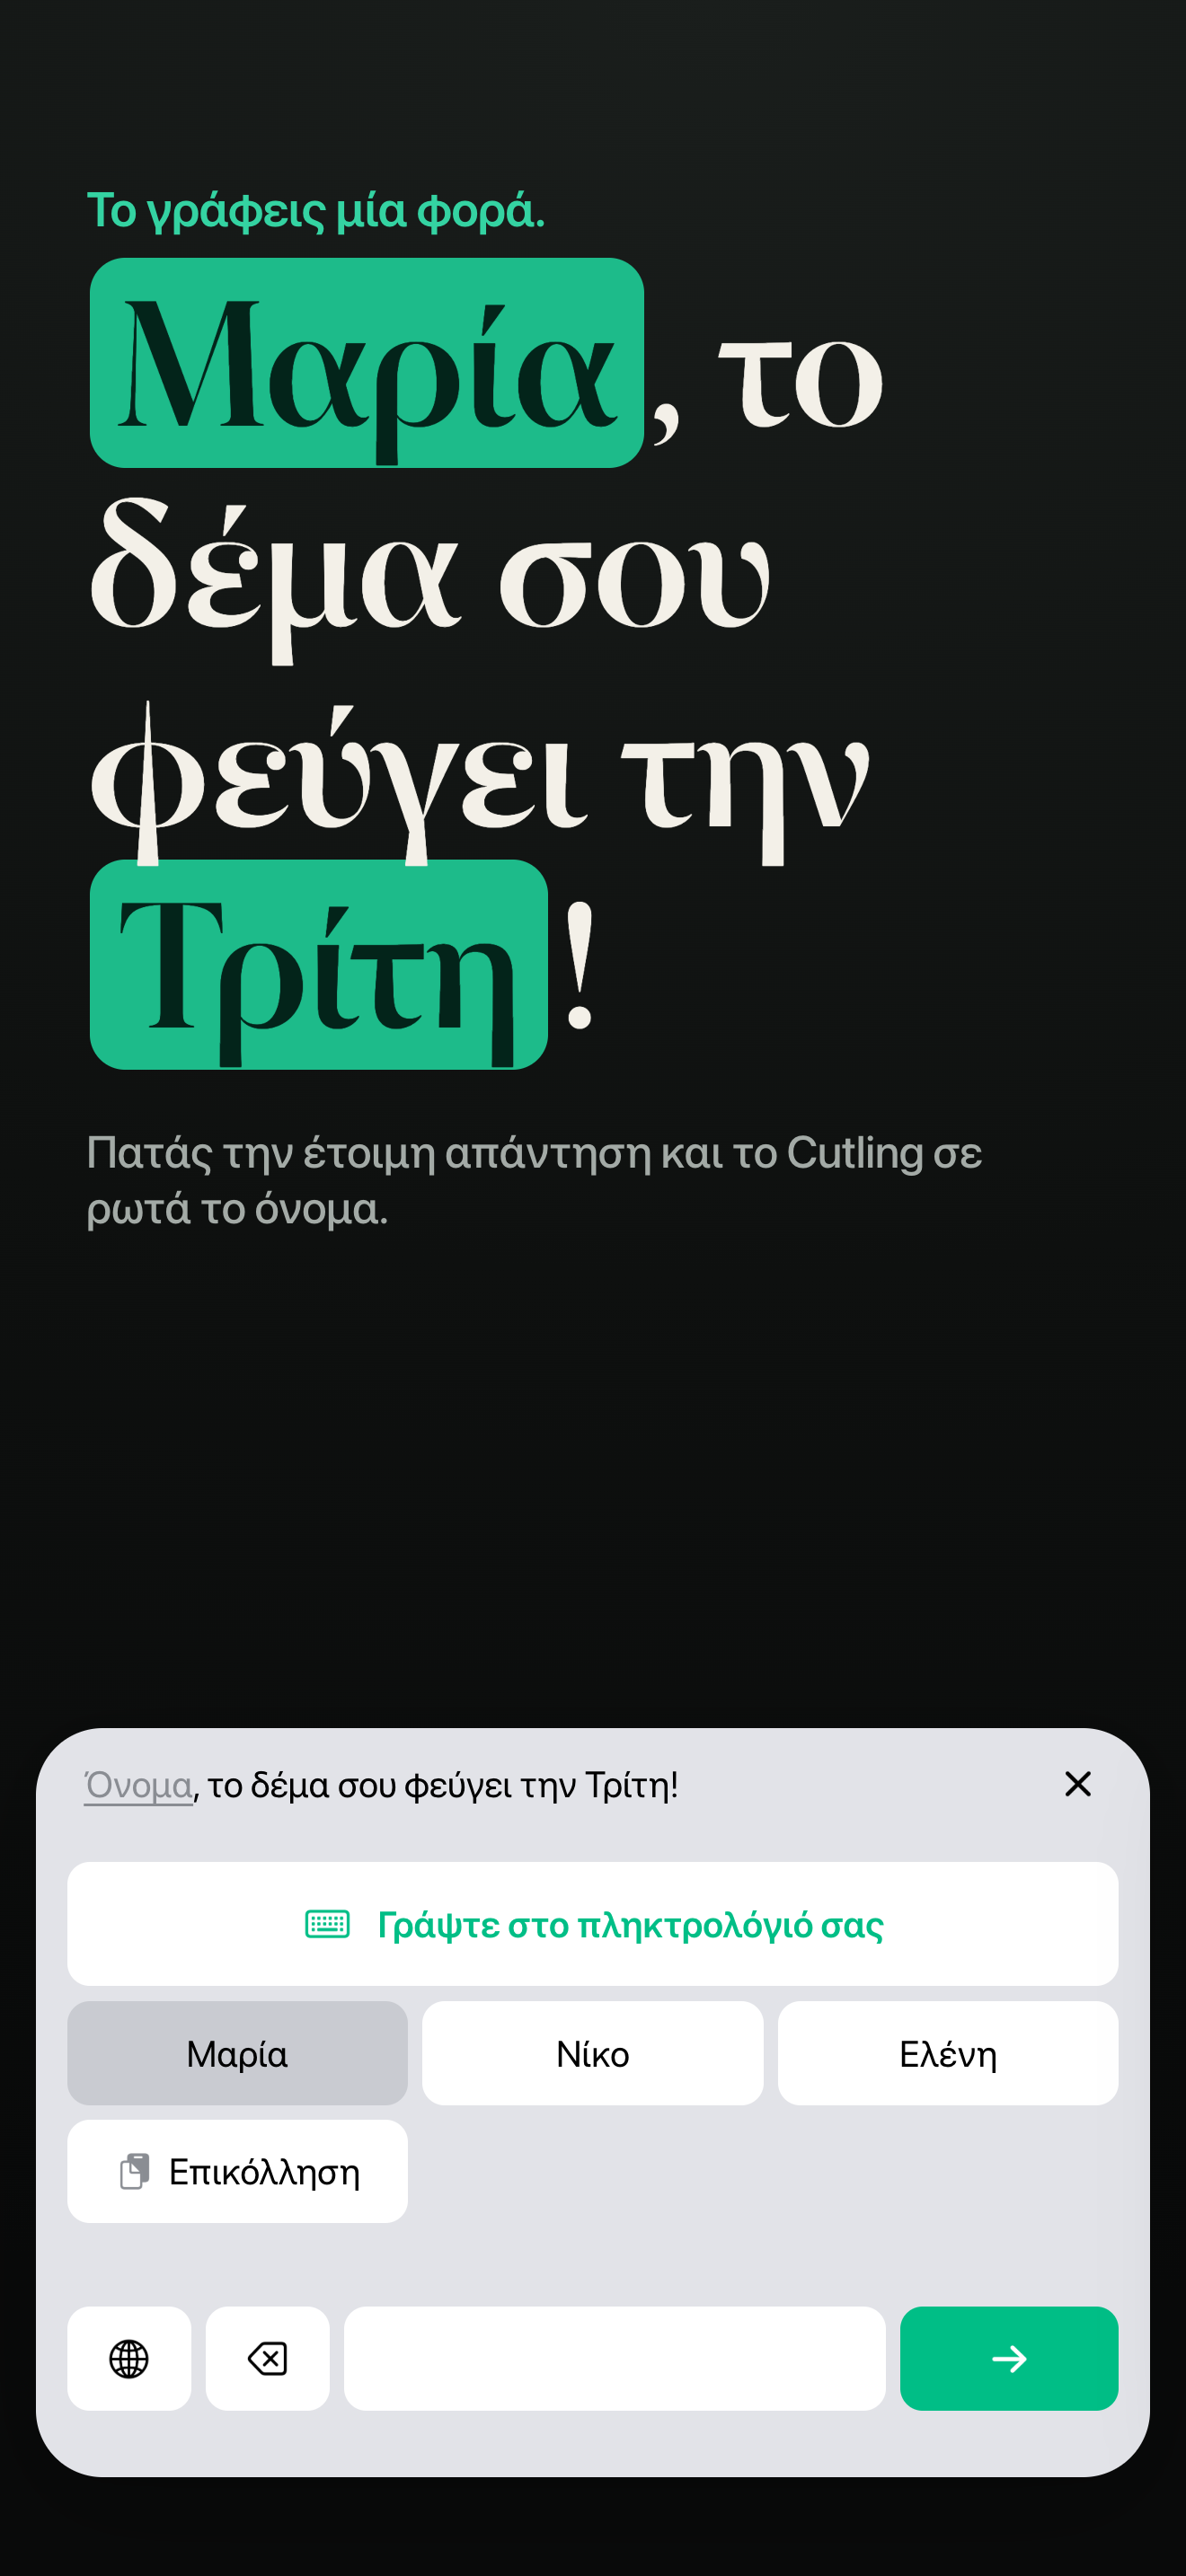 Το γράφεις μία φορά.
Μαρία, το
δέμα σου
φεύγει την
Τρίτη!
Πατάς την έτοιμη απάντηση και το Cutling σε
ρωτά το όνομα.
Όνομα, το δέμα σου φεύγει την Τρίτη!
Γράψτε στο πληκτρολόγιό σας
Μαρία
Νίκο
Ελένη
Επικόλληση